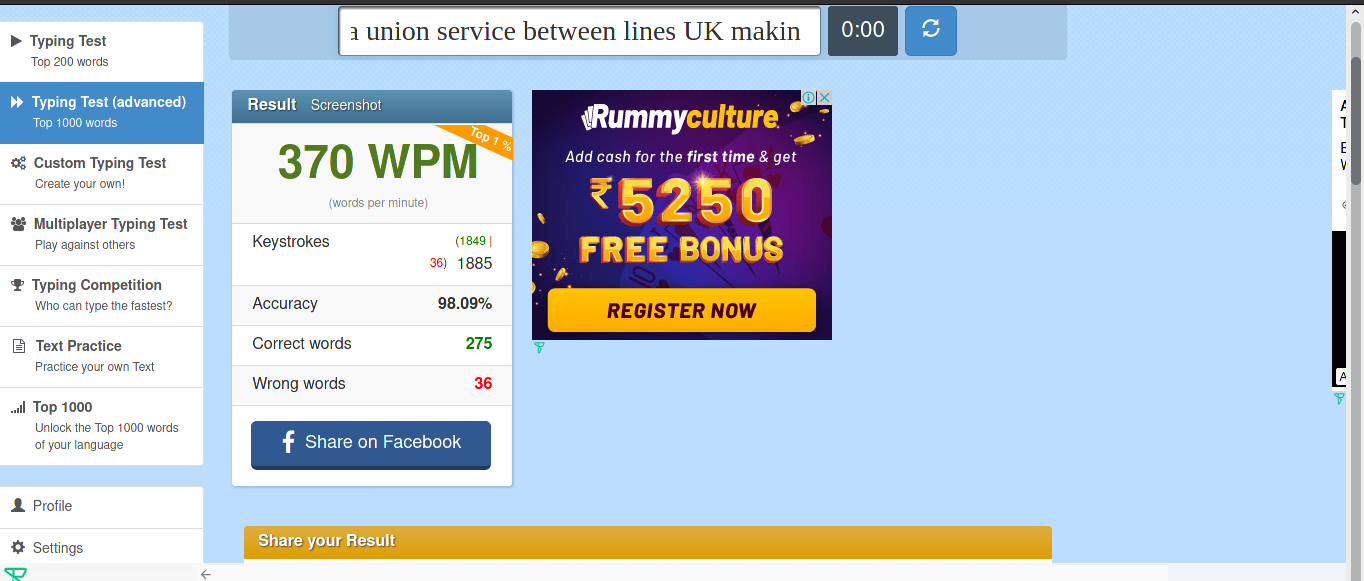 a union service between lines UK makin
0:00
Typing Test
Top 200 words
Typing Test (advanced)
Top 1000 words
Custom Typing Test
Create your own!
Multiplayer Typing Test
Play against others
Typing Competition
Who can type the fastest?
Text Practice
Practice your own Text
Top 1000
Unlock the Top 1000 words
of your language
Profile
Settings
Result Screenshot
Top 1 %
370 WPM
(words per minute)
Keystrokes (1849 |
36) 1885
Accuracy 98.09%
Correct words 275
Wrong words 36
Share on Facebook
Rummyculture
Add cash for the first time & get
₹5250
FREE BONUS
REGISTER NOW
Share your Result